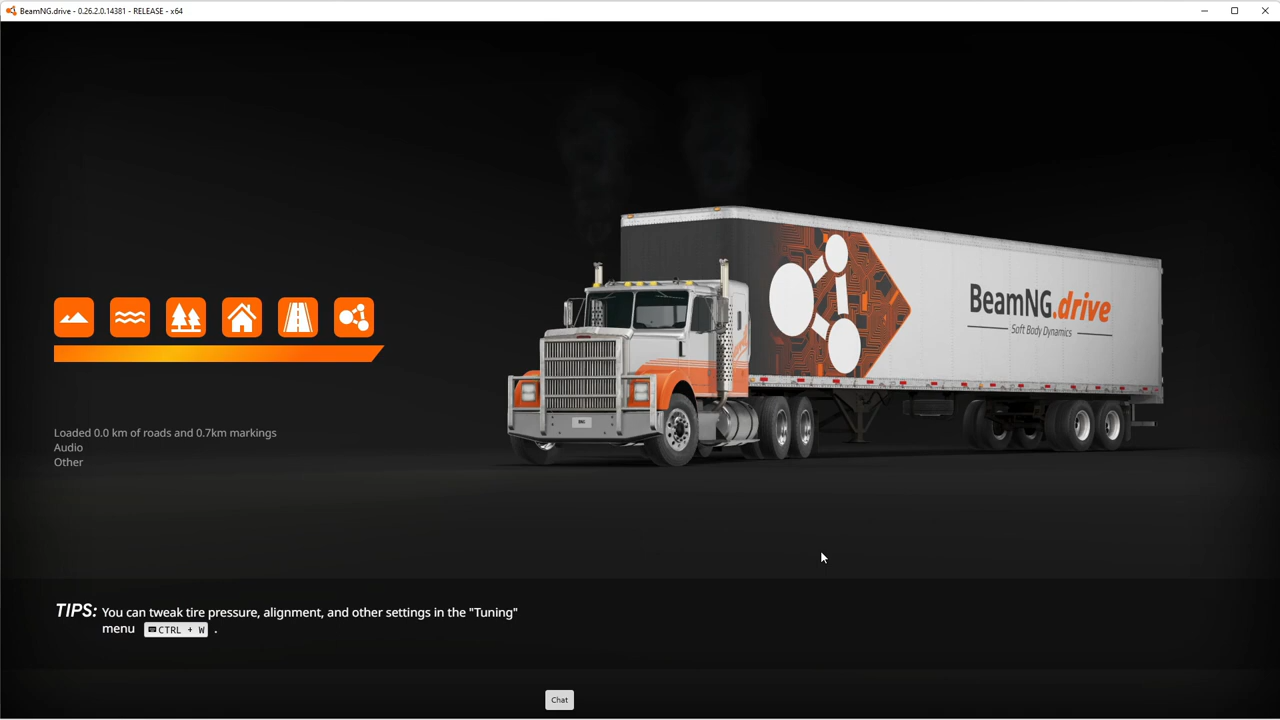 BeamNG.drive - 0.26.2.0.14381 - RELEASE - x64
BeamNG.drive
Soft Body Dynamics
Loaded 0.0 km of roads and 0.7km markings
Audio
Other
TIPS: You can tweak tire pressure, alignment, and other settings in the "Tuning"
menu CTRL + W .
Chat